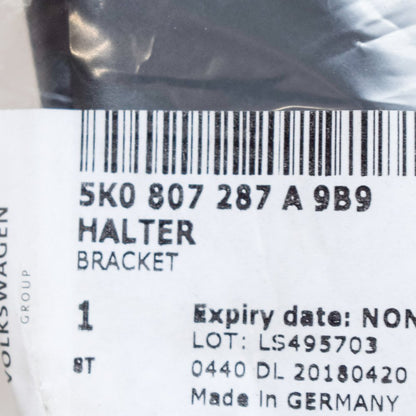 5K0 807 287 A 9B9
HALTER
BRACKET
1
ST
Expiry date: NON
LOT: LS495703
0440 DL 20180420
Made in GERMANY
VOLKSWAGEN
GROUP